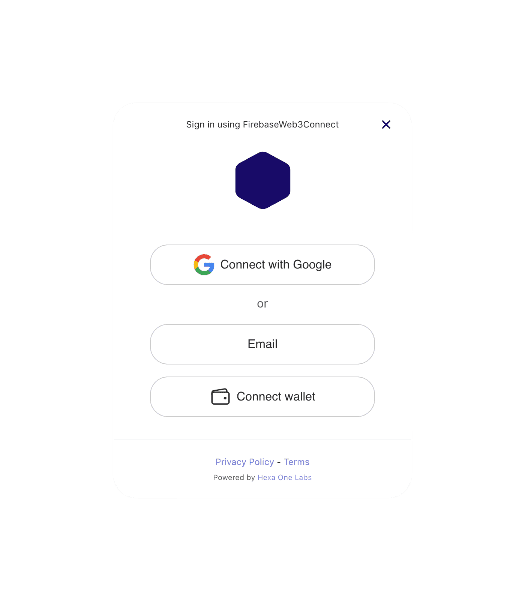 Sign in using FirebaseWeb3Connect
Connect with Google
or
Email
Connect wallet
Privacy Policy - Terms
Powered by Hexa One Labs